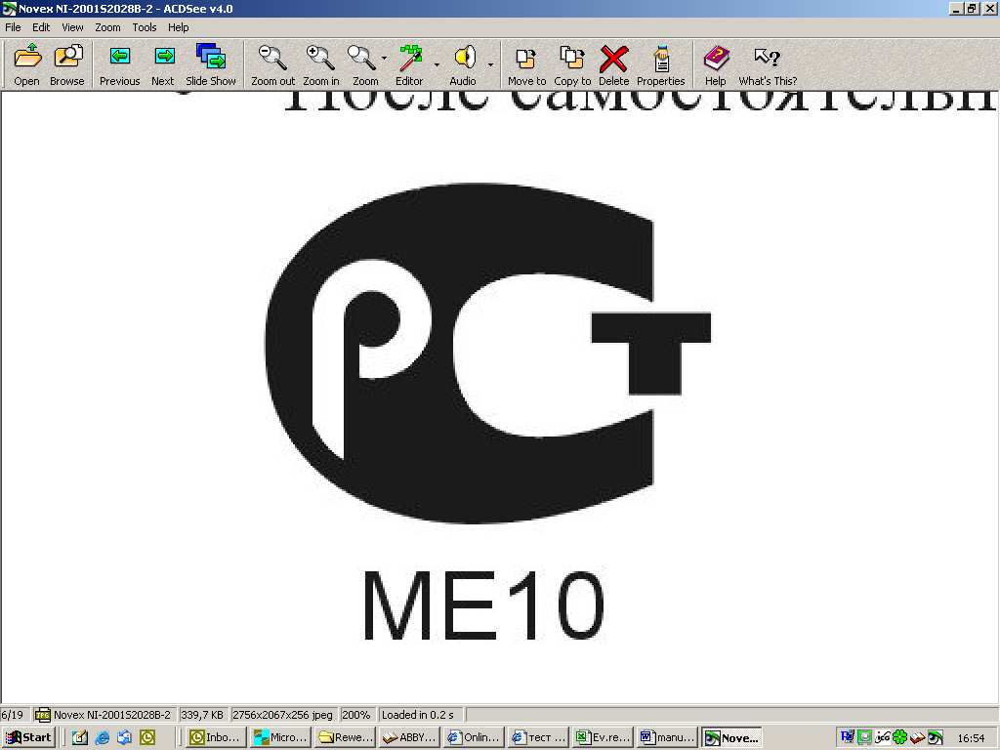 Novex NI-2001S2028B-2 - ACDSee v4.0
File Edit View Zoom Tools Help
Open Browse Previous Next Slide Show Zoom out Zoom in Zoom Editor Audio Move to Copy to Delete Properties Help What's This?
После самостоятельн
РСТ
ME10
6/19 Novex NI-2001S2028B-2 339,7 KB 2756x2067x256 jpeg 200% Loaded in 0.2 s
Start Inbo... Micro... Rewe... ABBY... Onlin... тест ... Ev.re... manu... Nove... 16:54